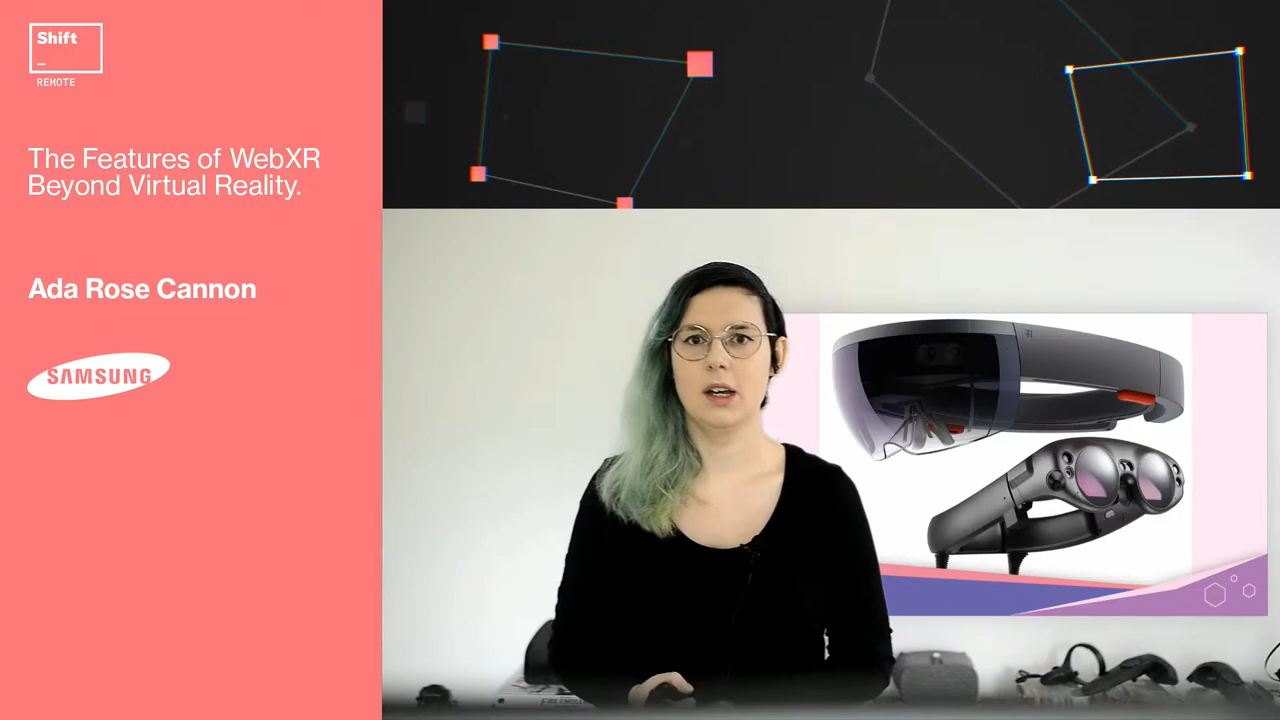 Shift
_
REMOTE
The Features of WebXR
Beyond Virtual Reality.
Ada Rose Cannon
SAMSUNG